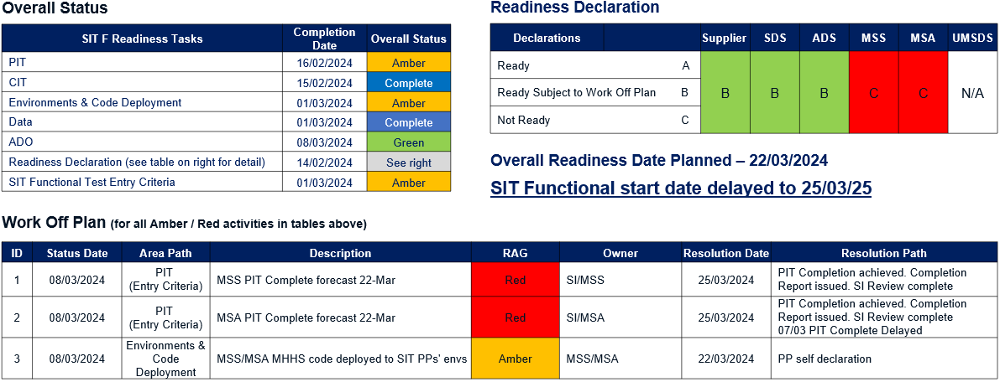 Overall Status
SIT F Readiness Tasks
Completion
Date
Overall Status
PIT 16/02/2024 Amber
CIT 15/02/2024 Complete
Environments & Code Deployment 01/03/2024 Amber
Data 01/03/2024 Complete
ADO 08/03/2024 Green
Readiness Declaration (see table on right for detail) 14/02/2024 See right
SIT Functional Test Entry Criteria 01/03/2024 Amber
Readiness Declaration
Declarations Supplier SDS ADS MSS MSA UMSDS
Ready A
Ready Subject to Work Off Plan B B B B C C N/A
Not Ready C
Overall Readiness Date Planned – 22/03/2024
SIT Functional start date delayed to 25/03/25
Work Off Plan (for all Amber / Red activities in tables above)
ID Status Date Area Path Description RAG Owner Resolution Date Resolution Path
1 08/03/2024
PIT
(Entry Criteria)
MSS PIT Complete forecast 22-Mar Red SI/MSS 25/03/2024
PIT Completion achieved. Completion
Report issued. SI Review complete
2 08/03/2024
PIT
(Entry Criteria)
MSA PIT Complete forecast 22-Mar Red SI/MSA 25/03/2024
PIT Completion achieved. Completion
Report issued. SI Review complete
07/03 PIT Complete Delayed
3 08/03/2024
Environments &
Code
Deployment
MSS/MSA MHHS code deployed to SIT PPs' envs Amber MSS/MSA 22/03/2024 PP self declaration